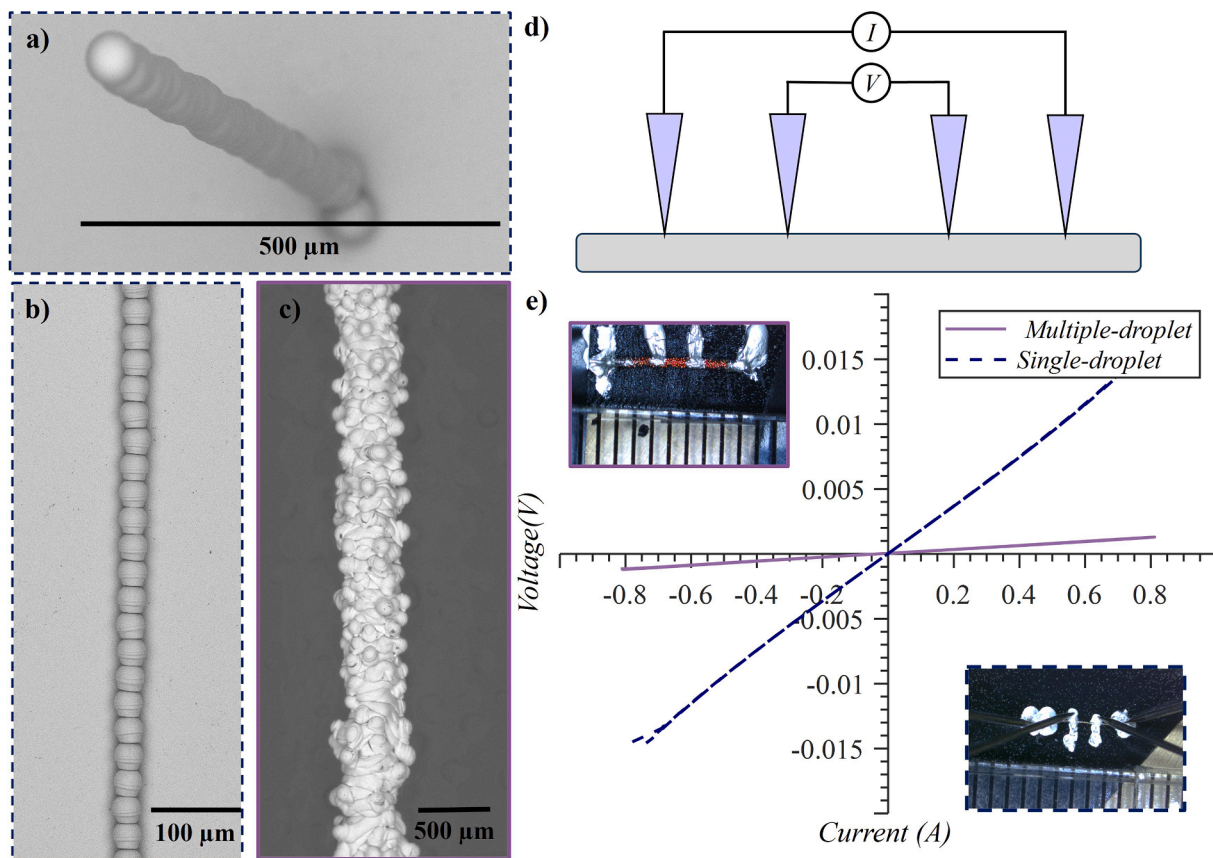 a)
500 µm
b)
100 µm
c)
500 µm
d)
I
V
e)
Multiple-droplet
Single-droplet
0.015
0.01
0.005
-0.005
-0.01
-0.015
-0.8
-0.6
-0.4
-0.2
0.2
0.4
0.6
0.8
Voltage(V)
Current (A)